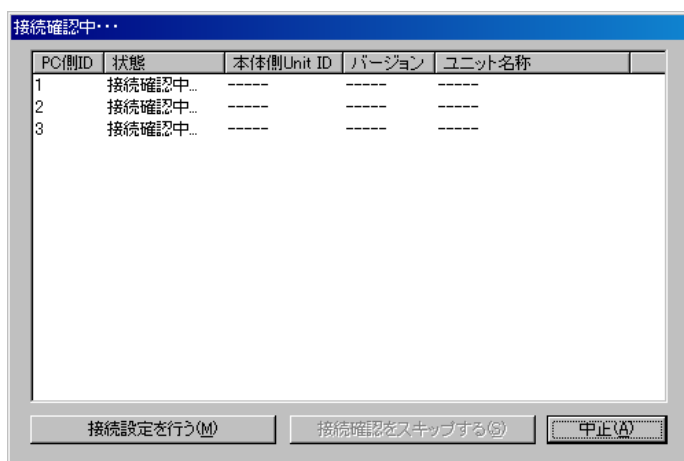 接続確認中・・・
PC側ID 状態 本体側Unit ID バージョン ユニット名称
1 接続確認中... ----- ----- -----
2 接続確認中... ----- ----- -----
3 接続確認中... ----- ----- -----
接続設定を行う(M) 接続確認をスキップする(S) 中止(A)